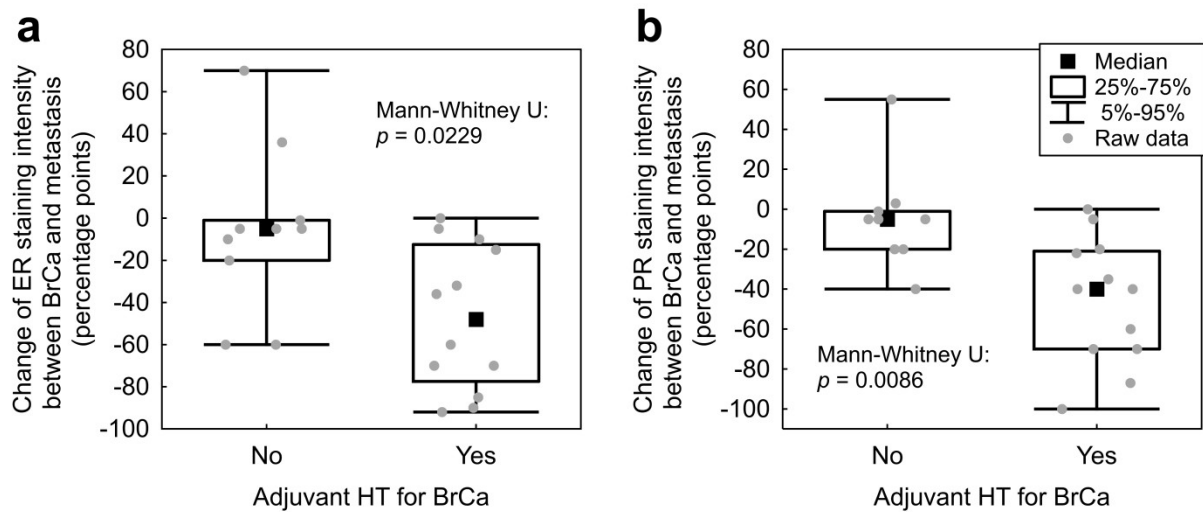 a
Change of ER staining intensity
between BrCa and metastasis
(percentage points)
80
60
40
20
0
-20
-40
-60
-80
-100
Mann-Whitney U:
p = 0.0229
No
Yes
Adjuvant HT for BrCa
b
Change of PR staining intensity
between BrCa and metastasis
(percentage points)
80
60
40
20
0
-20
-40
-60
-80
-100
Median
25%-75%
5%-95%
Raw data
Mann-Whitney U:
p = 0.0086
No
Yes
Adjuvant HT for BrCa